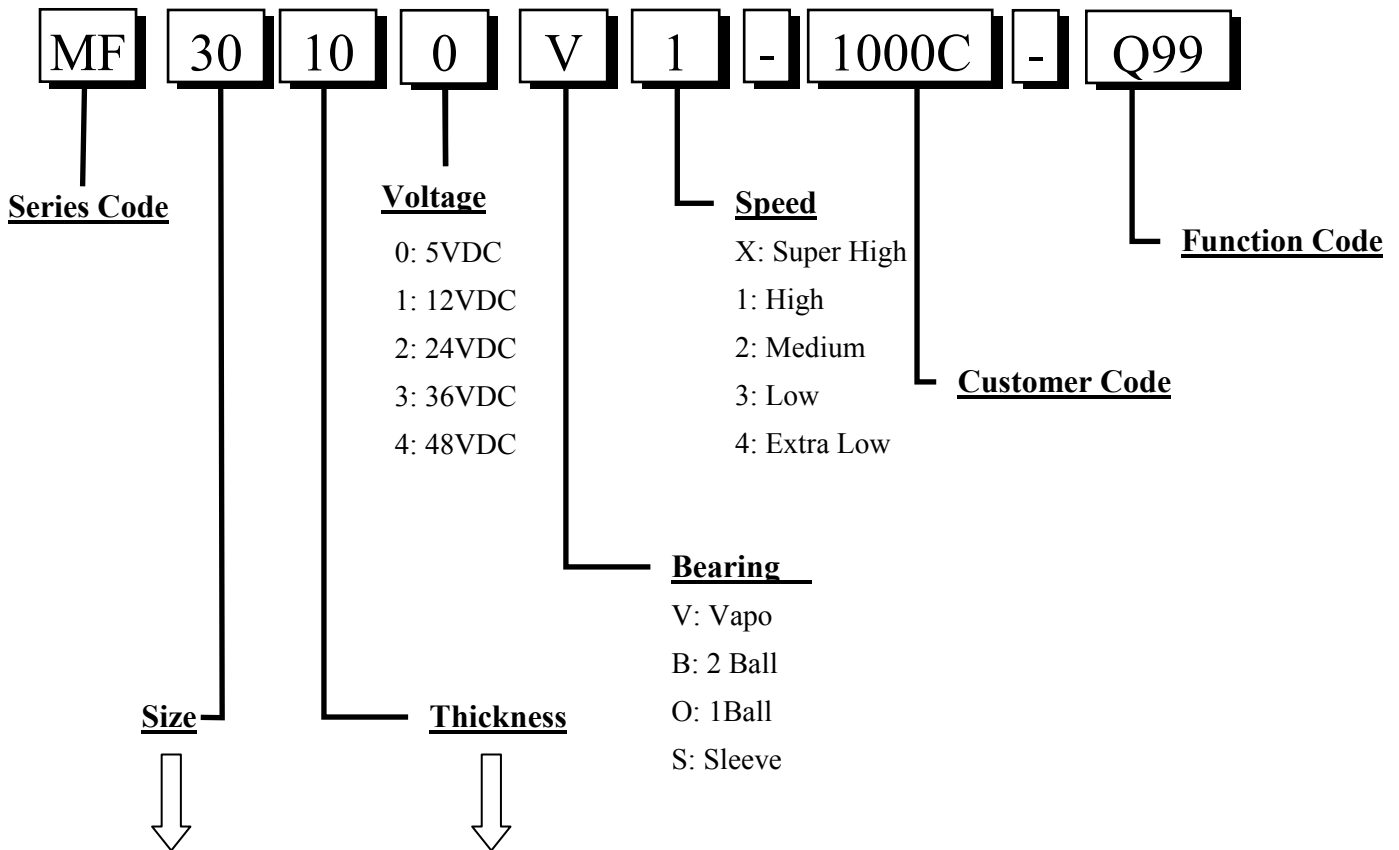 MF 30 10 0 V 1 - 1000C - Q99
Series Code
Voltage
0: 5VDC
1: 12VDC
2: 24VDC
3: 36VDC
4: 48VDC
Speed
X: Super High
1: High
2: Medium
3: Low
4: Extra Low
Function Code
Customer Code
Bearing
V: Vapo
B: 2 Ball
O: 1Ball
S: Sleeve
Size
Thickness